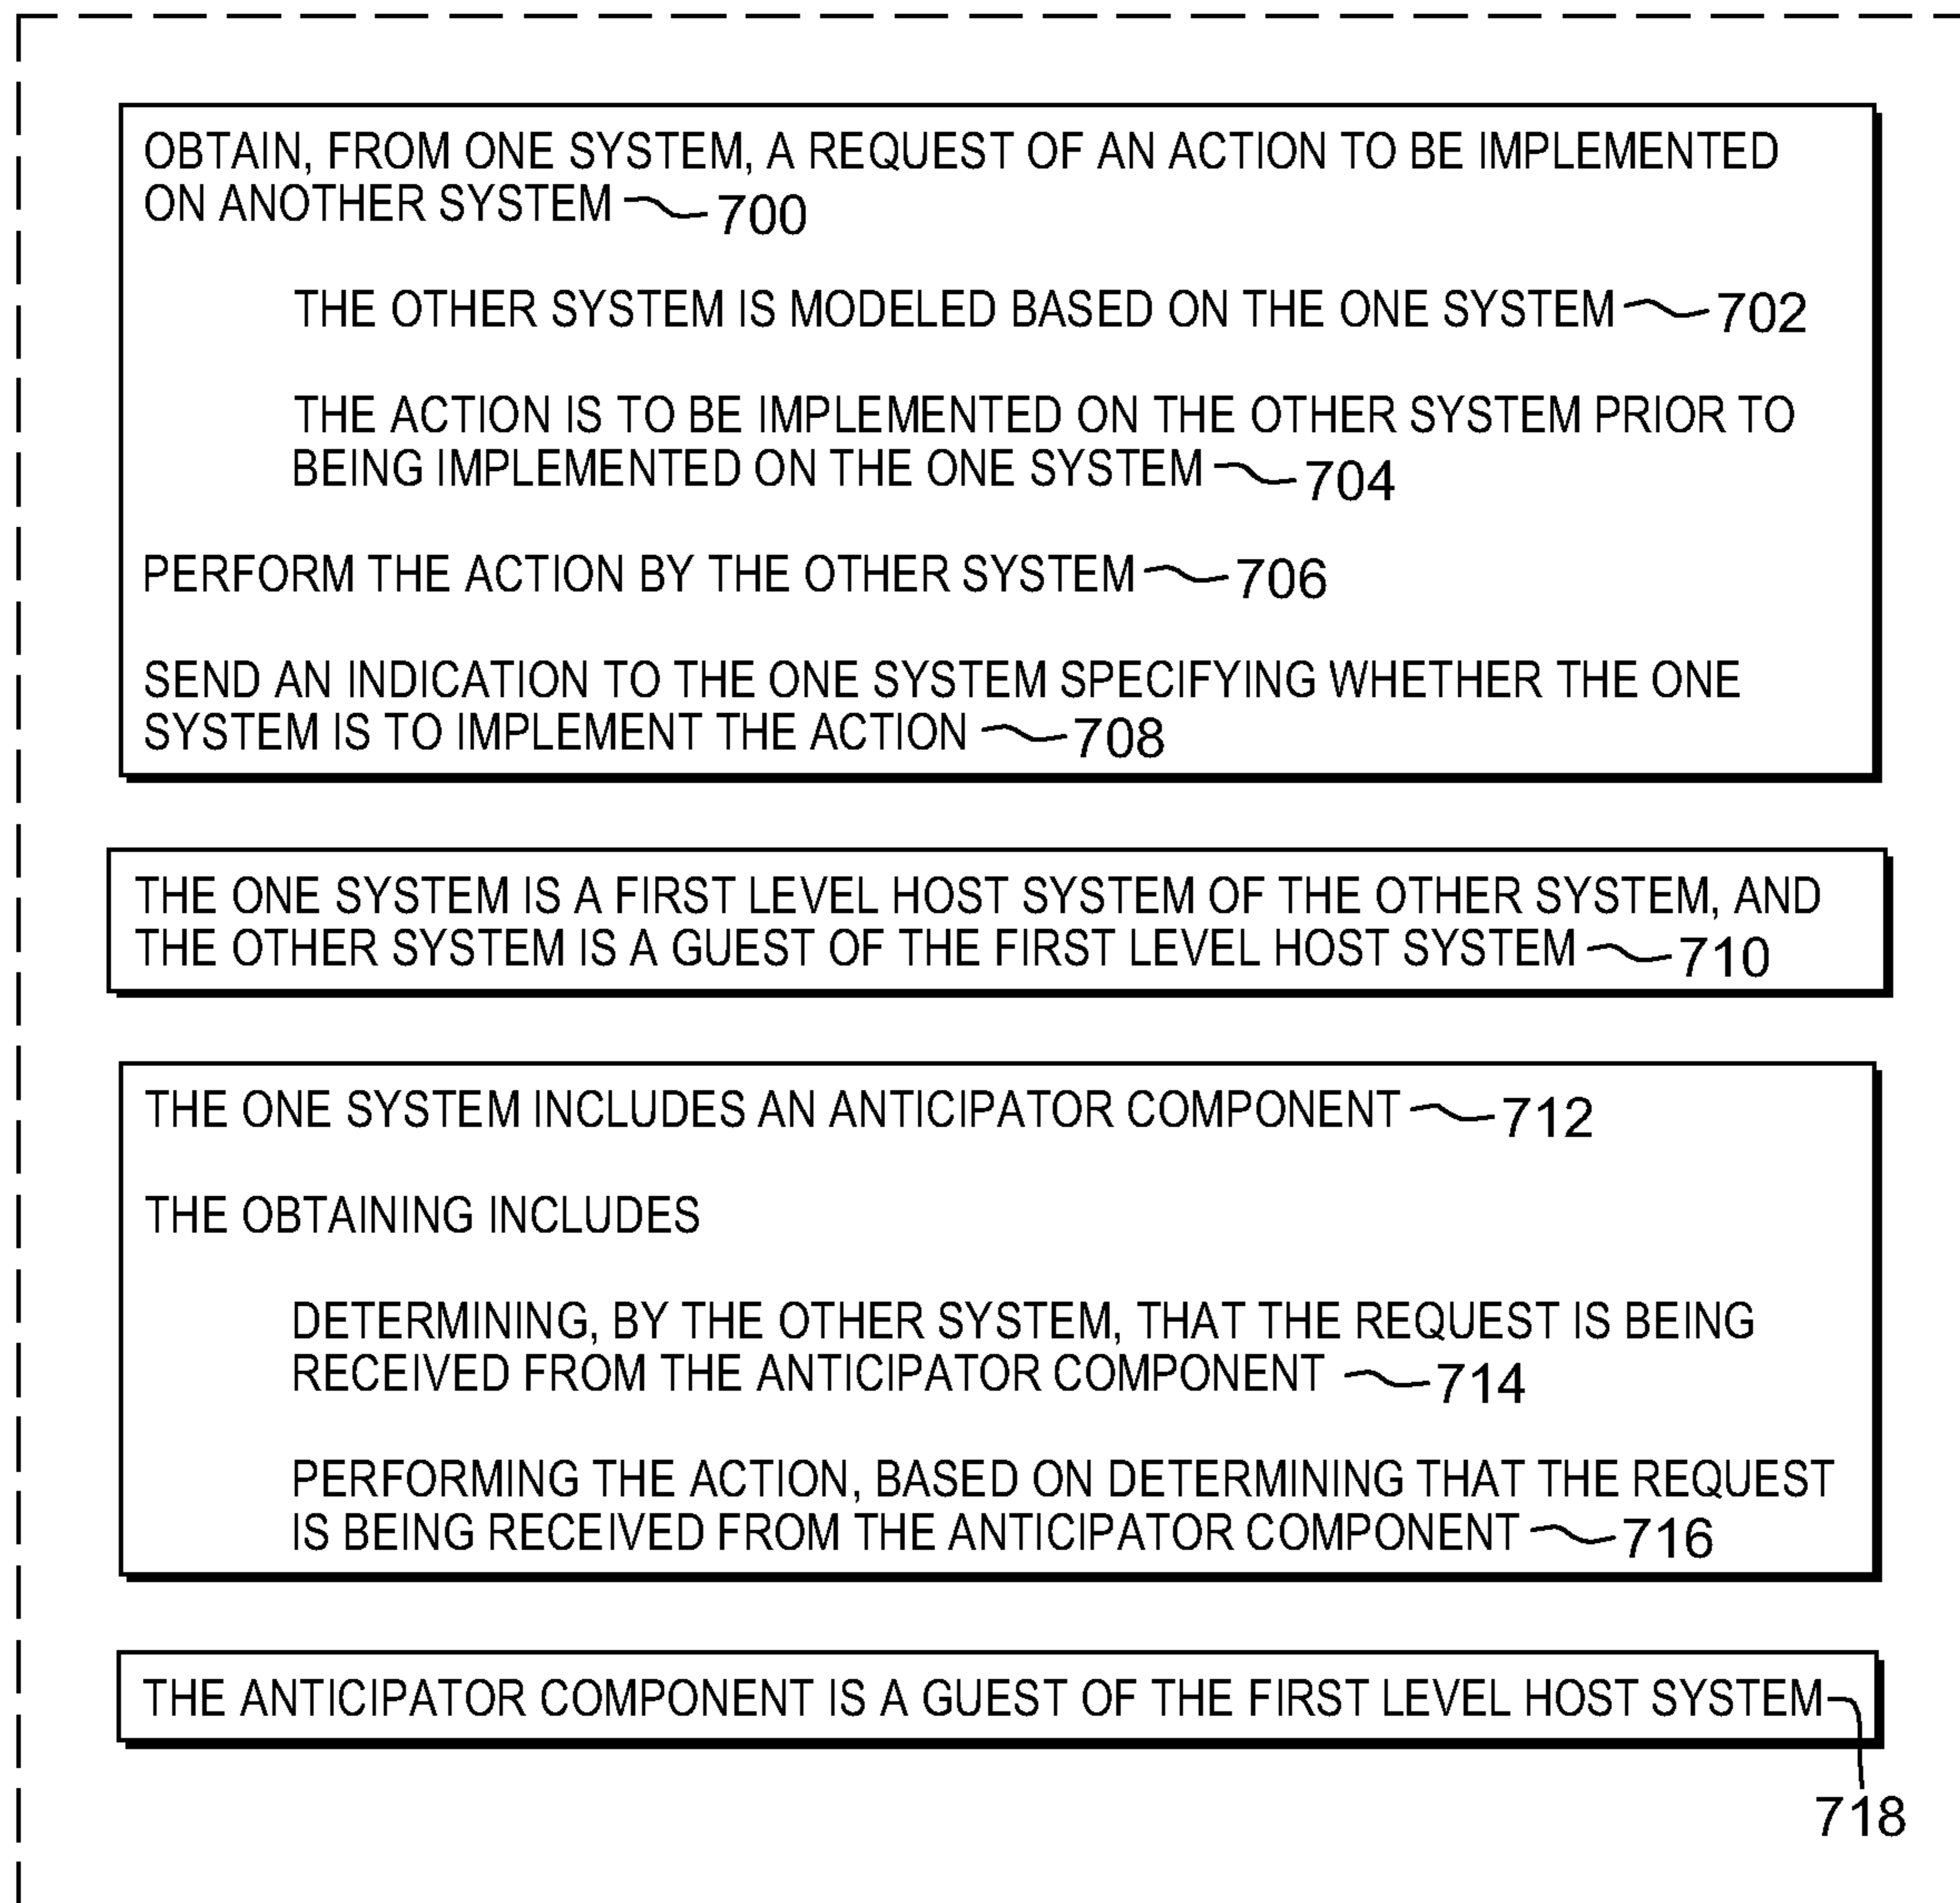 OBTAIN, FROM ONE SYSTEM, A REQUEST OF AN ACTION TO BE IMPLEMENTED
ON ANOTHER SYSTEM 700
THE OTHER SYSTEM IS MODELED BASED ON THE ONE SYSTEM 702
THE ACTION IS TO BE IMPLEMENTED ON THE OTHER SYSTEM PRIOR TO
BEING IMPLEMENTED ON THE ONE SYSTEM 704
PERFORM THE ACTION BY THE OTHER SYSTEM 706
SEND AN INDICATION TO THE ONE SYSTEM SPECIFYING WHETHER THE ONE
SYSTEM IS TO IMPLEMENT THE ACTION 708
THE ONE SYSTEM IS A FIRST LEVEL HOST SYSTEM OF THE OTHER SYSTEM, AND
THE OTHER SYSTEM IS A GUEST OF THE FIRST LEVEL HOST SYSTEM 710
THE ONE SYSTEM INCLUDES AN ANTICIPATOR COMPONENT 712
THE OBTAINING INCLUDES
DETERMINING, BY THE OTHER SYSTEM, THAT THE REQUEST IS BEING
RECEIVED FROM THE ANTICIPATOR COMPONENT 714
PERFORMING THE ACTION, BASED ON DETERMINING THAT THE REQUEST
IS BEING RECEIVED FROM THE ANTICIPATOR COMPONENT 716
THE ANTICIPATOR COMPONENT IS A GUEST OF THE FIRST LEVEL HOST SYSTEM
718